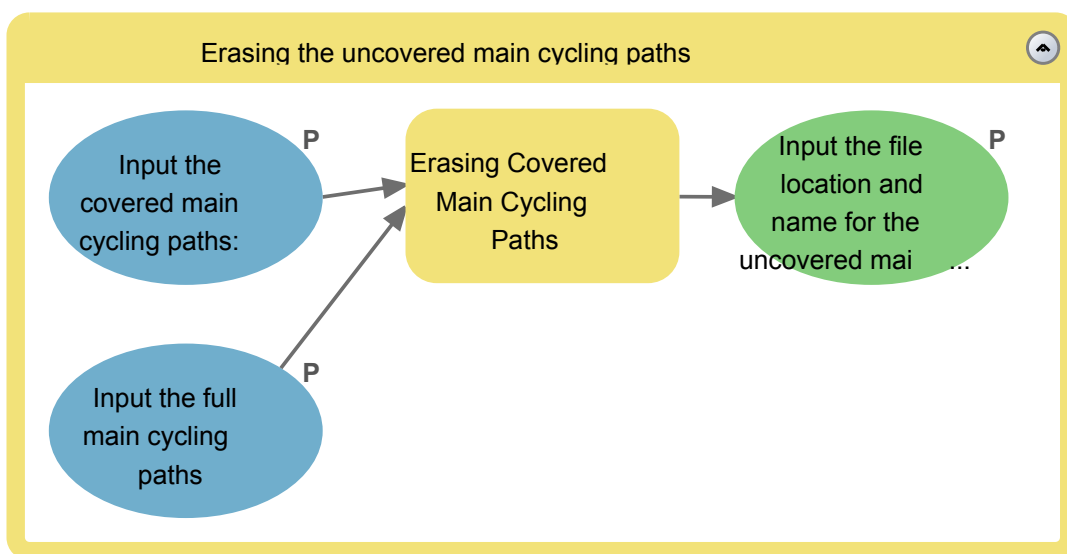 Erasing the uncovered main cycling paths
P
Input the
covered main
cycling paths:
Erasing Covered
Main Cycling
Paths
P
Input the file
location and
name for the
uncovered mai ...
P
Input the full
main cycling
paths